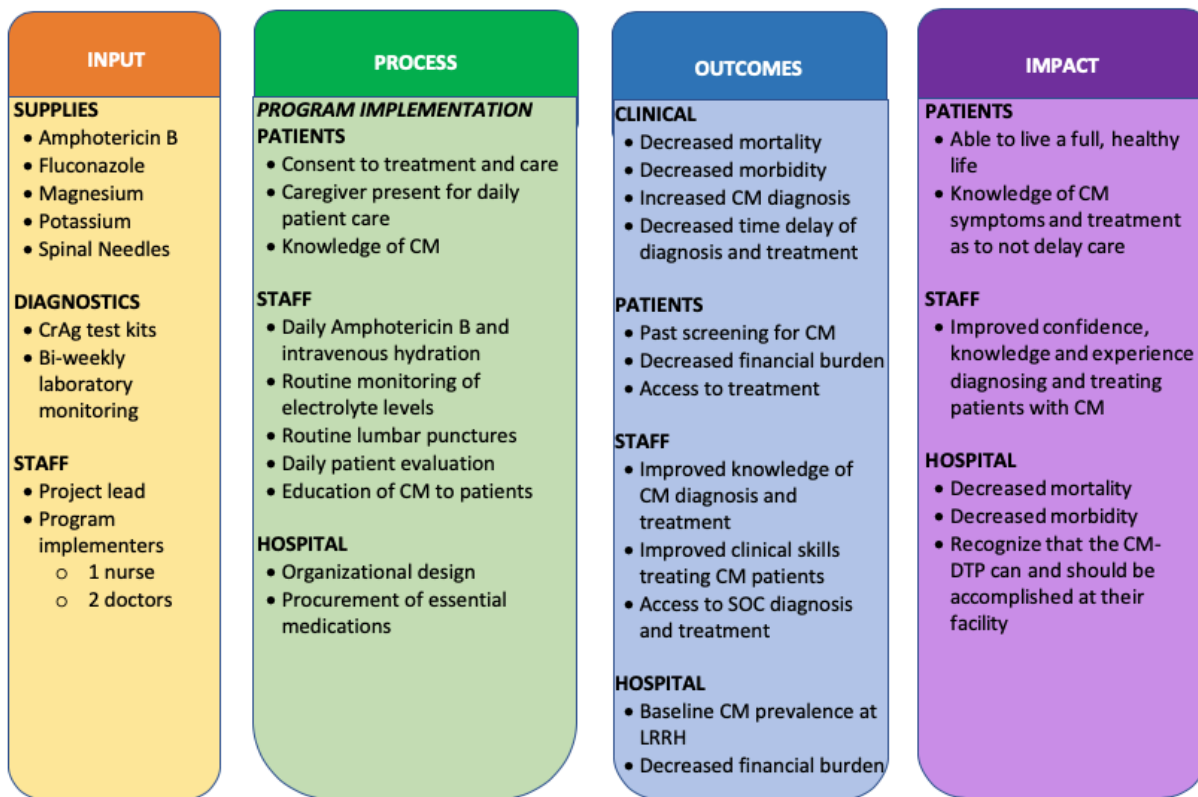 INPUT
SUPPLIES
• Amphotericin B
• Fluconazole
• Magnesium
• Potassium
• Spinal Needles
DIAGNOSTICS
• CrAg test kits
• Bi-weekly
laboratory
monitoring
STAFF
• Project lead
• Program
implementers
o 1 nurse
o 2 doctors
PROCESS
PROGRAM IMPLEMENTATION
PATIENTS
• Consent to treatment and care
• Caregiver present for daily
patient care
• Knowledge of CM
STAFF
• Daily Amphotericin B and
intravenous hydration
• Routine monitoring of
electrolyte levels
• Routine lumbar punctures
• Daily patient evaluation
• Education of CM to patients
HOSPITAL
• Organizational design
• Procurement of essential
medications
OUTCOMES
CLINICAL
• Decreased mortality
• Decreased morbidity
• Increased CM diagnosis
• Decreased time delay of
diagnosis and treatment
PATIENTS
• Past screening for CM
• Decreased financial burden
• Access to treatment
STAFF
• Improved knowledge of
CM diagnosis and
treatment
• Improved clinical skills
treating CM patients
• Access to SOC diagnosis
and treatment
HOSPITAL
• Baseline CM prevalence at
LRRH
• Decreased financial burden
IMPACT
PATIENTS
• Able to live a full, healthy
life
• Knowledge of CM
symptoms and treatment
as to not delay care
STAFF
• Improved confidence,
knowledge and experience
diagnosing and treating
patients with CM
HOSPITAL
• Decreased mortality
• Decreased morbidity
• Recognize that the CM-
DTP can and should be
accomplished at their
facility